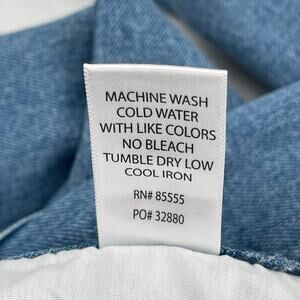 MACHINE WASH
COLD WATER
WITH LIKE COLORS
NO BLEACH
TUMBLE DRY LOW
COOL IRON
RN# 85555
PO# 32880